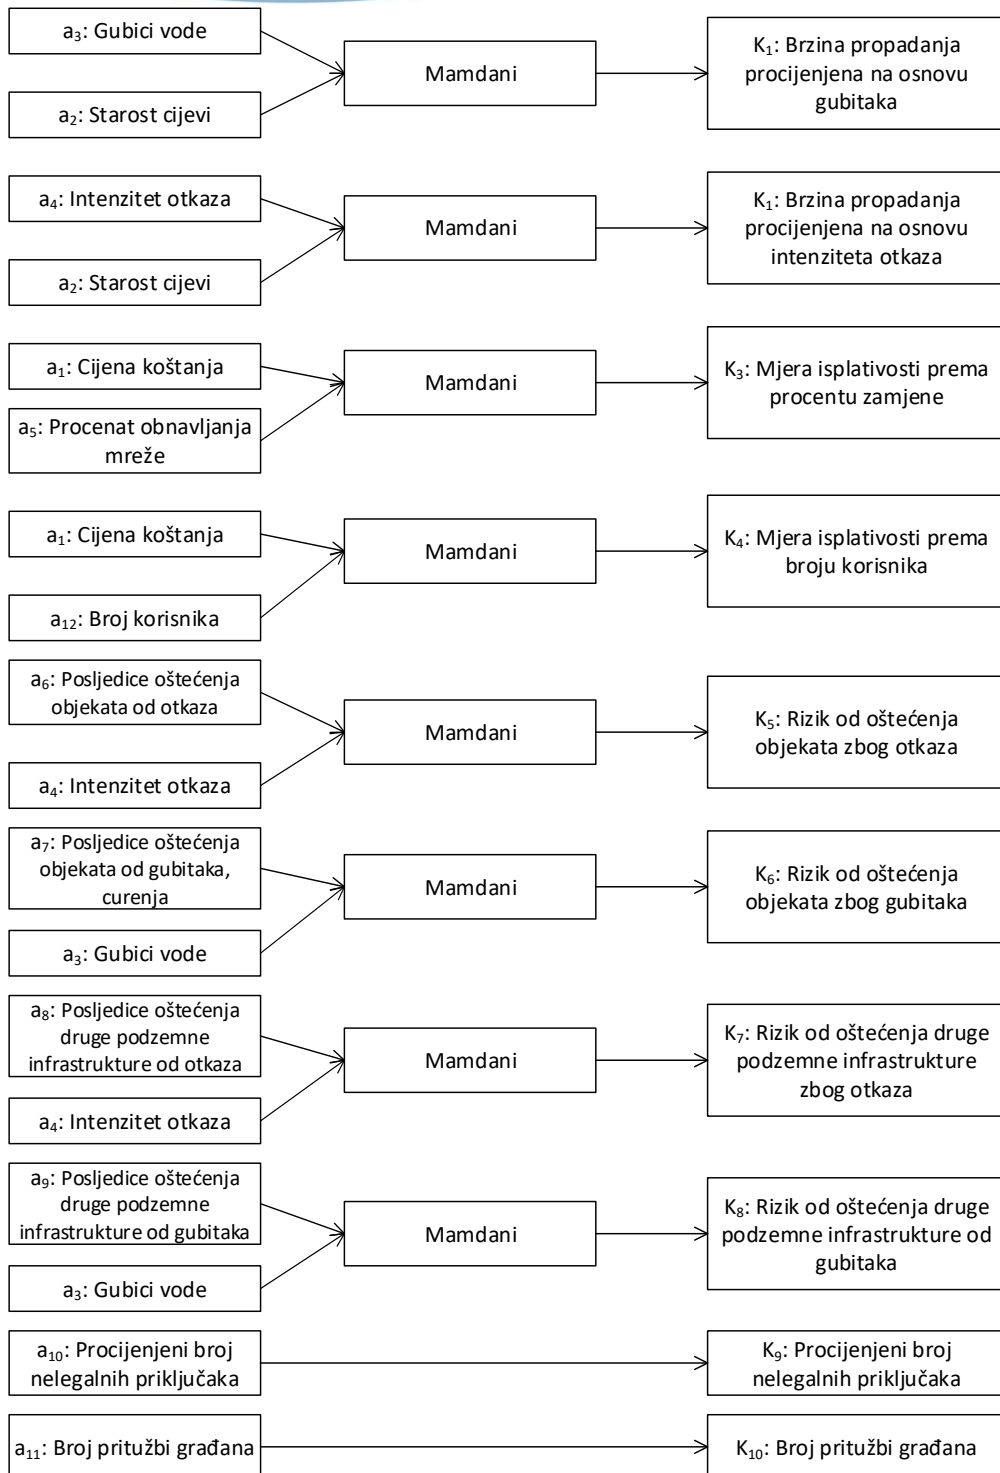 a₃: Gubici vode
a₂: Starost cijevi
Mamdani
K₁: Brzina propadanja
procijenjena na osnovu
gubitaka
a₄: Intenzitet otkaza
a₂: Starost cijevi
Mamdani
K₁: Brzina propadanja
procijenjena na osnovu
intenziteta otkaza
a₁: Cijena koštanja
a₅: Procenat obnavljanja
mreže
Mamdani
K₃: Mjera isplativosti prema
procentu zamjene
a₁: Cijena koštanja
a₁₂: Broj korisnika
Mamdani
K₄: Mjera isplativosti prema
broju korisnika
a₆: Posljedice oštećenja
objekata od otkaza
a₄: Intenzitet otkaza
Mamdani
K₅: Rizik od oštećenja
objekata zbog otkaza
a₇: Posljedice oštećenja
objekata od gubitaka,
curenja
a₃: Gubici vode
Mamdani
K₆: Rizik od oštećenja
objekata zbog gubitaka
a₈: Posljedice oštećenja
druge podzemne
infrastrukture od otkaza
a₄: Intenzitet otkaza
Mamdani
K₇: Rizik od oštećenja druge
podzemne infrastrukture
zbog otkaza
a₉: Posljedice oštećenja
druge podzemne
infrastrukture od gubitaka
a₃: Gubici vode
Mamdani
K₈: Rizik od oštećenja druge
podzemne infrastrukture od
gubitaka
a₁₀: Procijenjeni broj
nelegalnih priključaka
K₉: Procijenjeni broj
nelegalnih priključaka
a₁₁: Broj pritužbi građana
K₁₀: Broj pritužbi građana